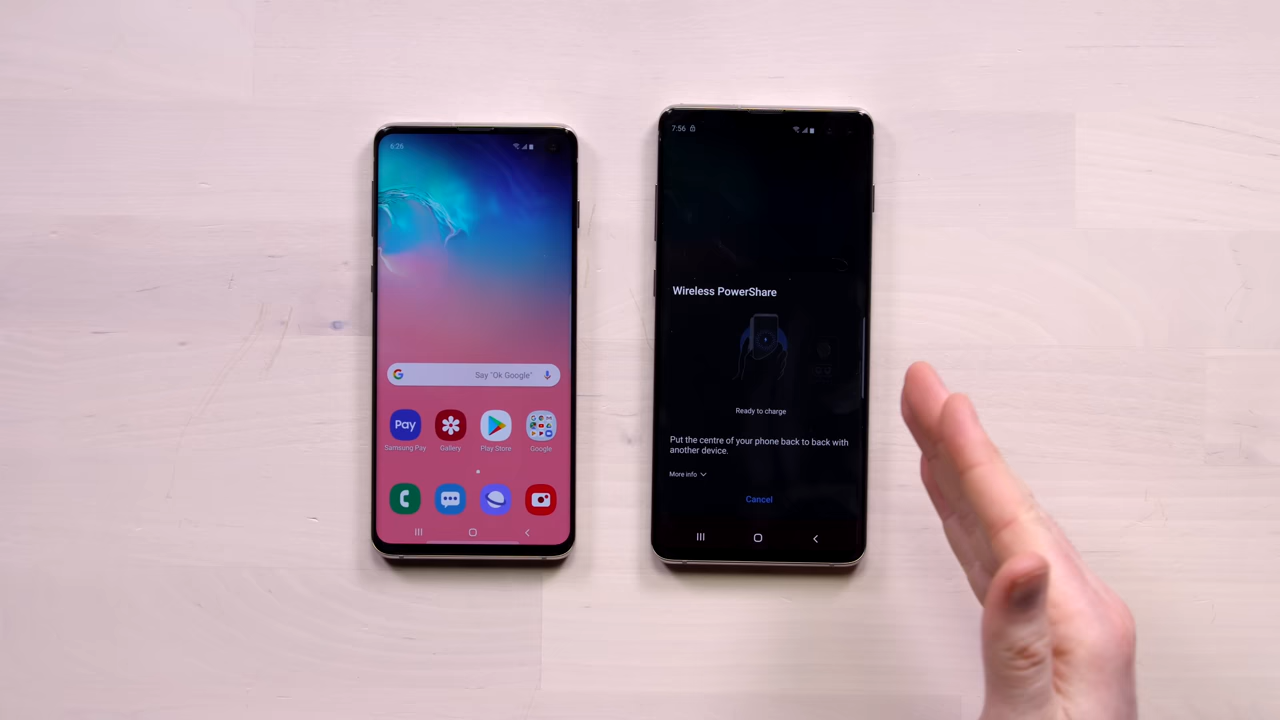 6:26
Say "Ok Google"
Pay
Samsung Pay
Gallery
Play Store
Google
7:56
Wireless PowerShare
Ready to charge
Put the centre of your phone back to back with
another device.
More info
Cancel